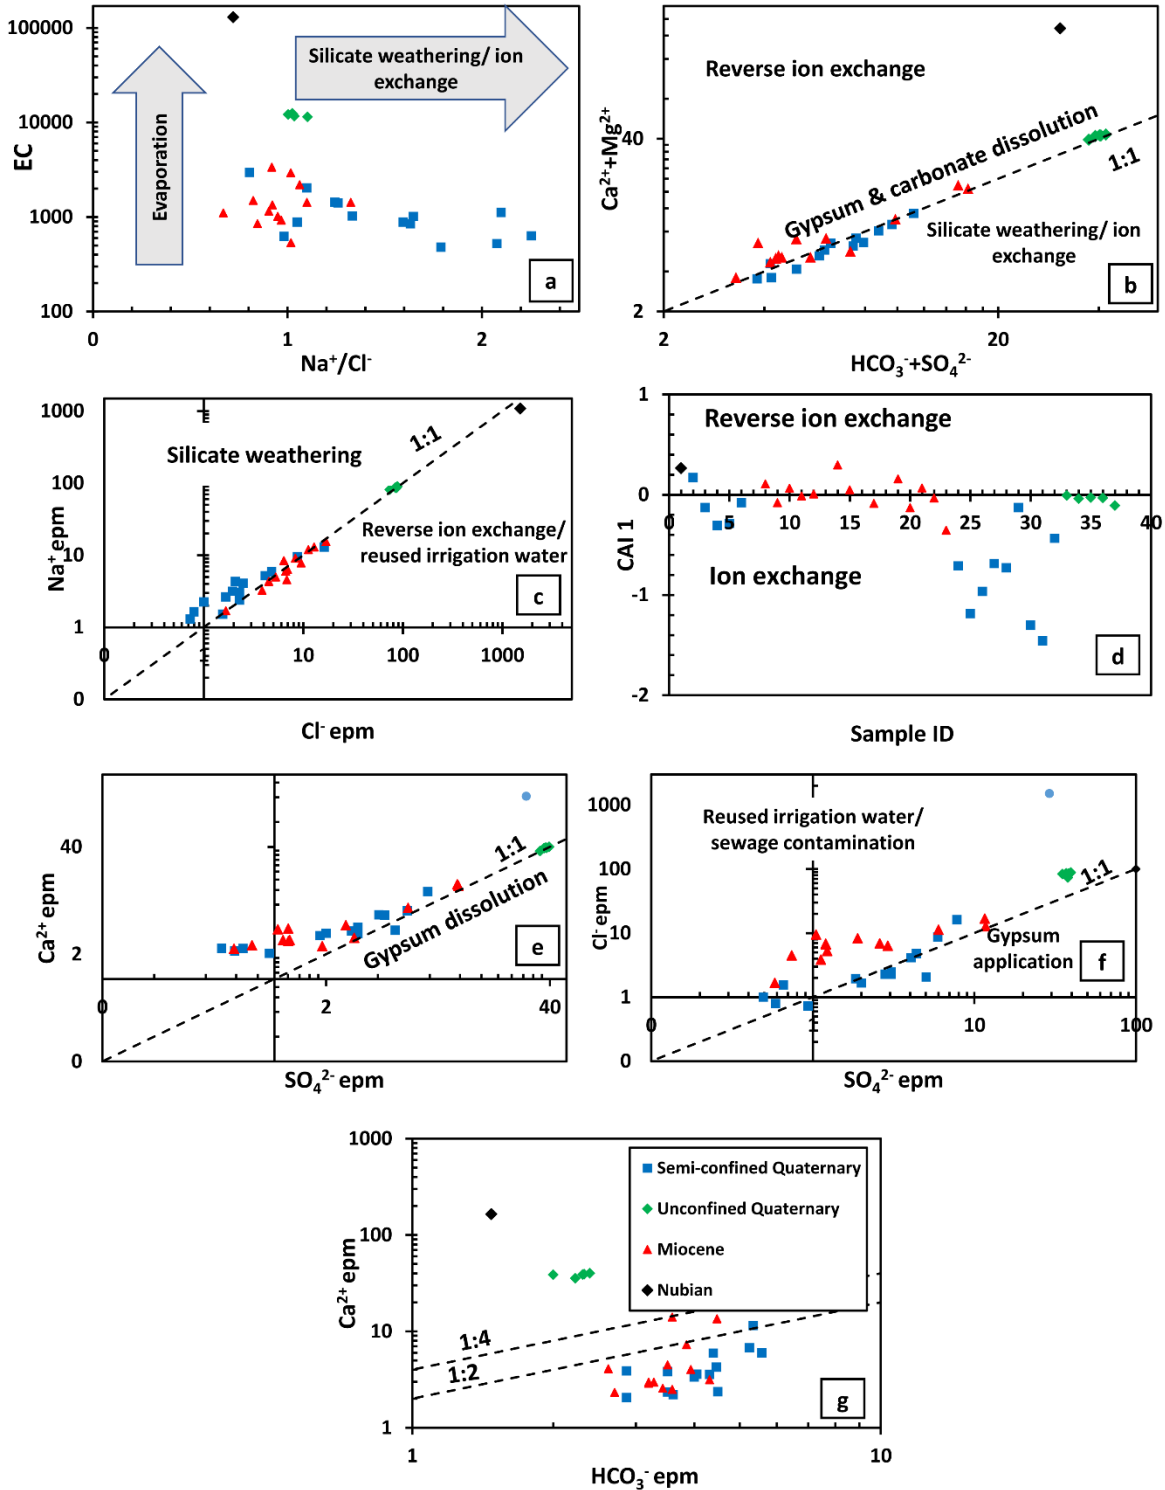 100000
10000
1000
100
EC
Evaporation
Silicate weathering/ ion
exchange
a
0
1
2
Na⁺/Cl⁻
Reverse ion exchange
Gypsum & carbonate dissolution
1:1
Silicate weathering/ ion
exchange
b
Ca²⁺+Mg²⁺
40
2
2
20
HCO₃⁻+SO₄²⁻
1000
100
10
1
0
Na⁺ epm
Silicate weathering
1:1
Reverse ion exchange/
reused irrigation water
c
0
1
10
100
1000
Cl⁻ epm
1
0
-1
-2
CAI 1
Reverse ion exchange
0
5
10
15
20
25
30
35
40
Ion exchange
d
Sample ID
40
2
0
Ca²⁺ epm
1:1
Gypsum dissolution
e
0
2
40
SO₄²⁻ epm
1000
100
10
1
0
Cl⁻ epm
Reused irrigation water/
sewage contamination
1:1
Gypsum
application
f
0
1
10
100
SO₄²⁻ epm
1000
100
10
1
Ca²⁺ epm
Semi-confined Quaternary
Unconfined Quaternary
Miocene
Nubian
1:4
1:2
g
1
10
HCO₃⁻ epm